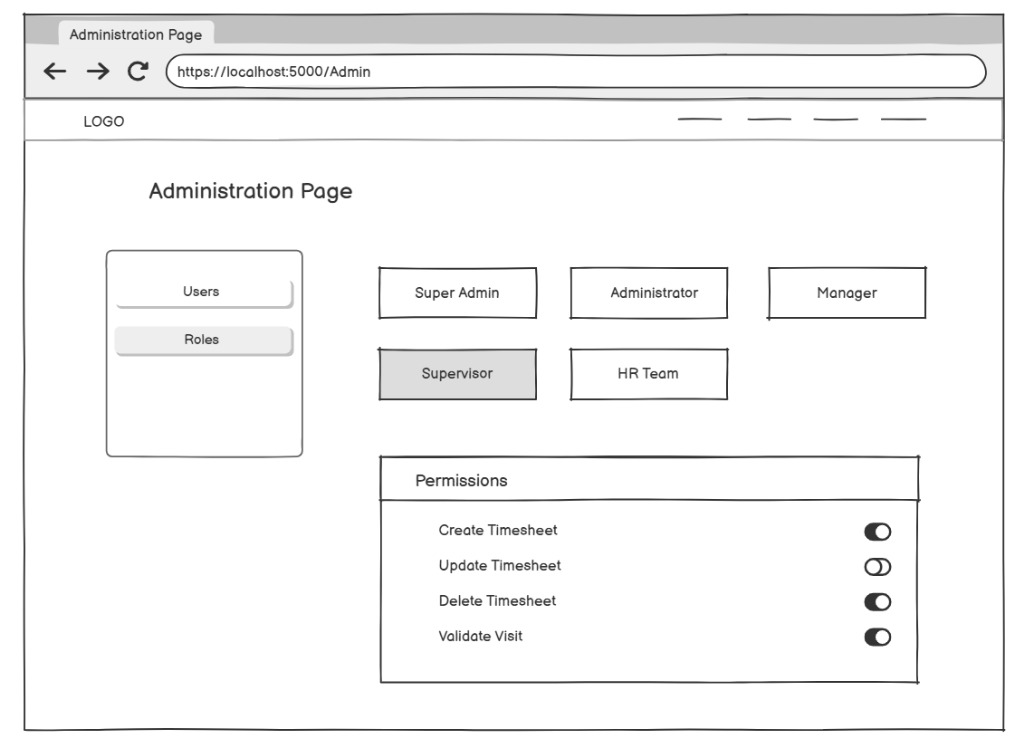 Administration Page
https://localhost:5000/Admin
LOGO
Administration Page
Users
Roles
Super Admin
Administrator
Manager
Supervisor
HR Team
Permissions
Create Timesheet
Update Timesheet
Delete Timesheet
Validate Visit